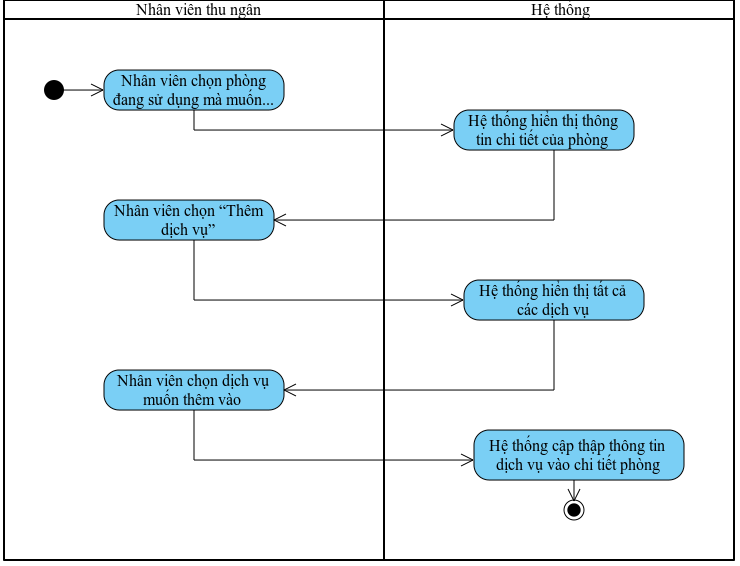 Nhân viên thu ngân
Hệ thống
Nhân viên chọn phòng
đang sử dụng mà muốn...
Hệ thống hiển thị thông
tin chi tiết của phòng
Nhân viên chọn “Thêm
dịch vụ”
Hệ thống hiển thị tất cả
các dịch vụ
Nhân viên chọn dịch vụ
muốn thêm vào
Hệ thống cập thập thông tin
dịch vụ vào chi tiết phòng